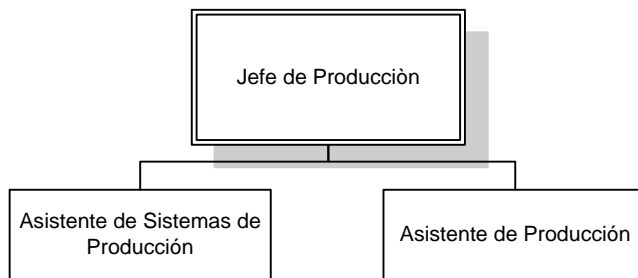 Jefe de Producciòn
Asistente de Sistemas de
Producción
Asistente de Producción